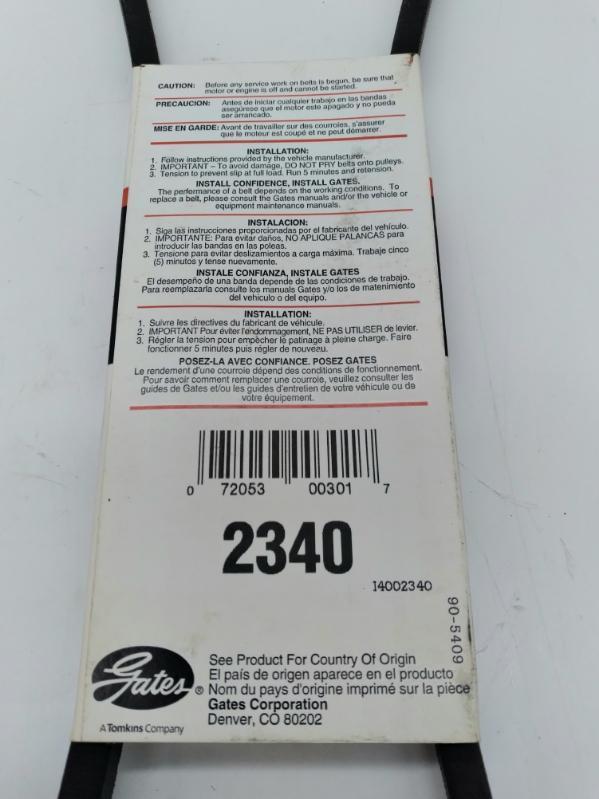 CAUTION: Before any service work on belts is begun, be sure that
motor or engine is off and cannot be started.
PRECAUCION: Antes de iniciar cualquier trabajo en las bandas
asegúrese que el motor este apagado y no pueda
ser arrancado.
MISE EN GARDE: Avant de travailler sur des courroies, s'assurer
que le moteur est coupé et ne peut démarrer.
INSTALLATION:
1. Follow instructions provided by the vehicle manufacturer.
2. IMPORTANT – To avoid damage, DO NOT PRY belts onto pulleys.
3. Tension to prevent slip at full load. Run 5 minutes and retension.
INSTALL CONFIDENCE, INSTALL GATES.
The performance of a belt depends on the working conditions. To
replace a belt, please consult the Gates manuals and/or the vehicle or
equipment maintenance manuals.
INSTALACION:
1. Siga las instrucciones proporcionadas por el fabricante del vehículo.
2. IMPORTANTE: Para evitar daños, NO APLIQUE PALANCAS para
introducir las bandas en las poleas.
3. Tensione para evitar deslizamientos a carga máxima. Trabaje cinco
(5) minutos y tense nuevamente.
INSTALE CONFIANZA, INSTALE GATES
El desempeño de una banda depende de las condiciones de trabajo.
Para remplazarla consulte los manuals Gates y/o los de matenimiento
del vehiculo o del equipo.
INSTALLATION:
1. Suivre les directives du fabricant de véhicule.
2. IMPORTANT Pour éviter l'endommagement, NE PAS UTILISER de levier.
3. Régler la tension pour empêcher le patinage à pleine charge. Faire
fonctionner 5 minutes puis régler de nouveau.
POSEZ-LA AVEC CONFIANCE. POSEZ GATES
Le rendement d'une courroie dépend des conditions de fonctionnement.
Pour savoir comment remplacer une courroie, veuillez consulter les
guides de Gates et/ou les guides d'entretien de votre véhicule ou de
votre équipement.
0 72053 00301 7
2340
14002340
90-5409
Gates®
A Tomkins Company
See Product For Country Of Origin
El país de origen aparece en el producto
Nom du pays d'origine imprimé sur la pièce
Gates Corporation
Denver, CO 80202